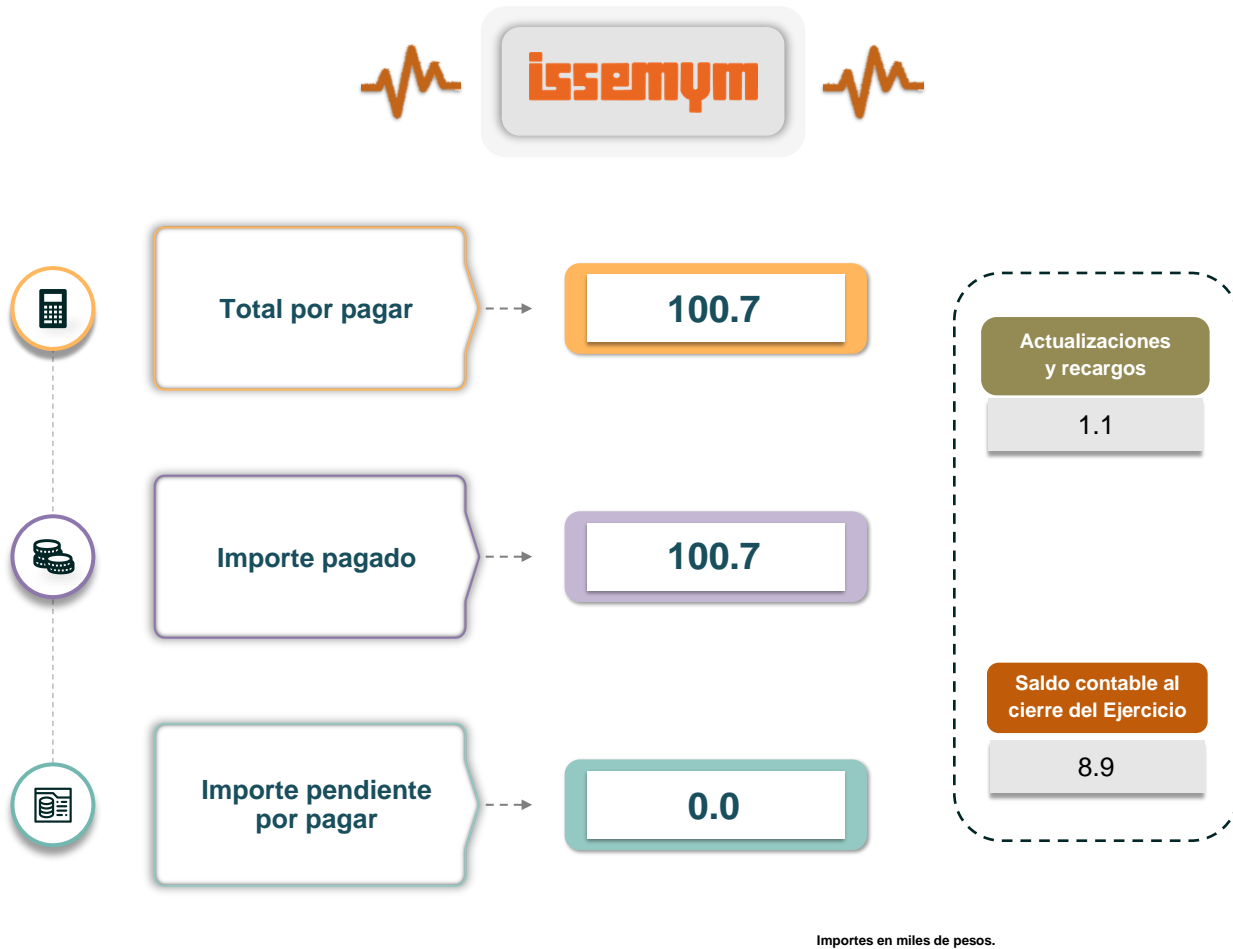 issemym
Total por pagar
100.7
Actualizaciones
y recargos
1.1
Importe pagado
100.7
Saldo contable al
cierre del Ejercicio
8.9
Importe pendiente
por pagar
0.0
Importes en miles de pesos.